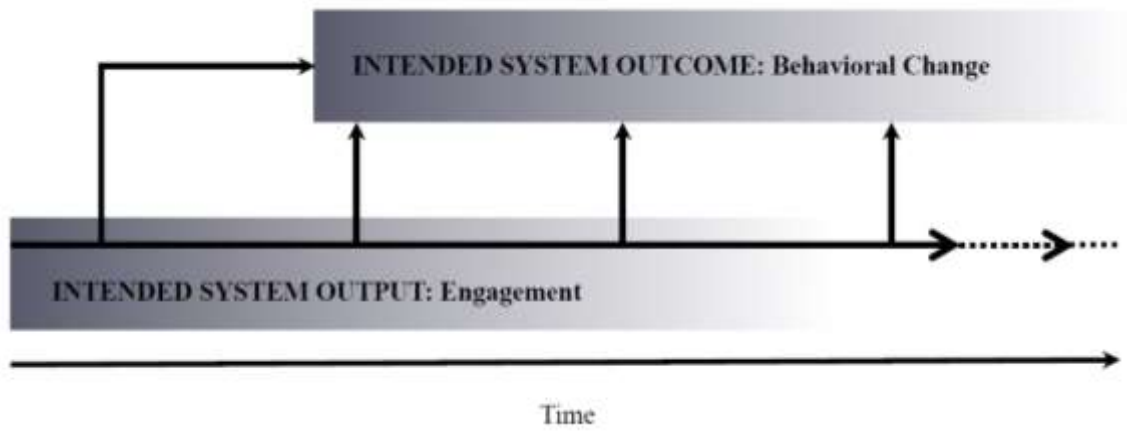 INTENDED SYSTEM OUTCOME: Behavioral Change
INTENDED SYSTEM OUTPUT: Engagement
Time